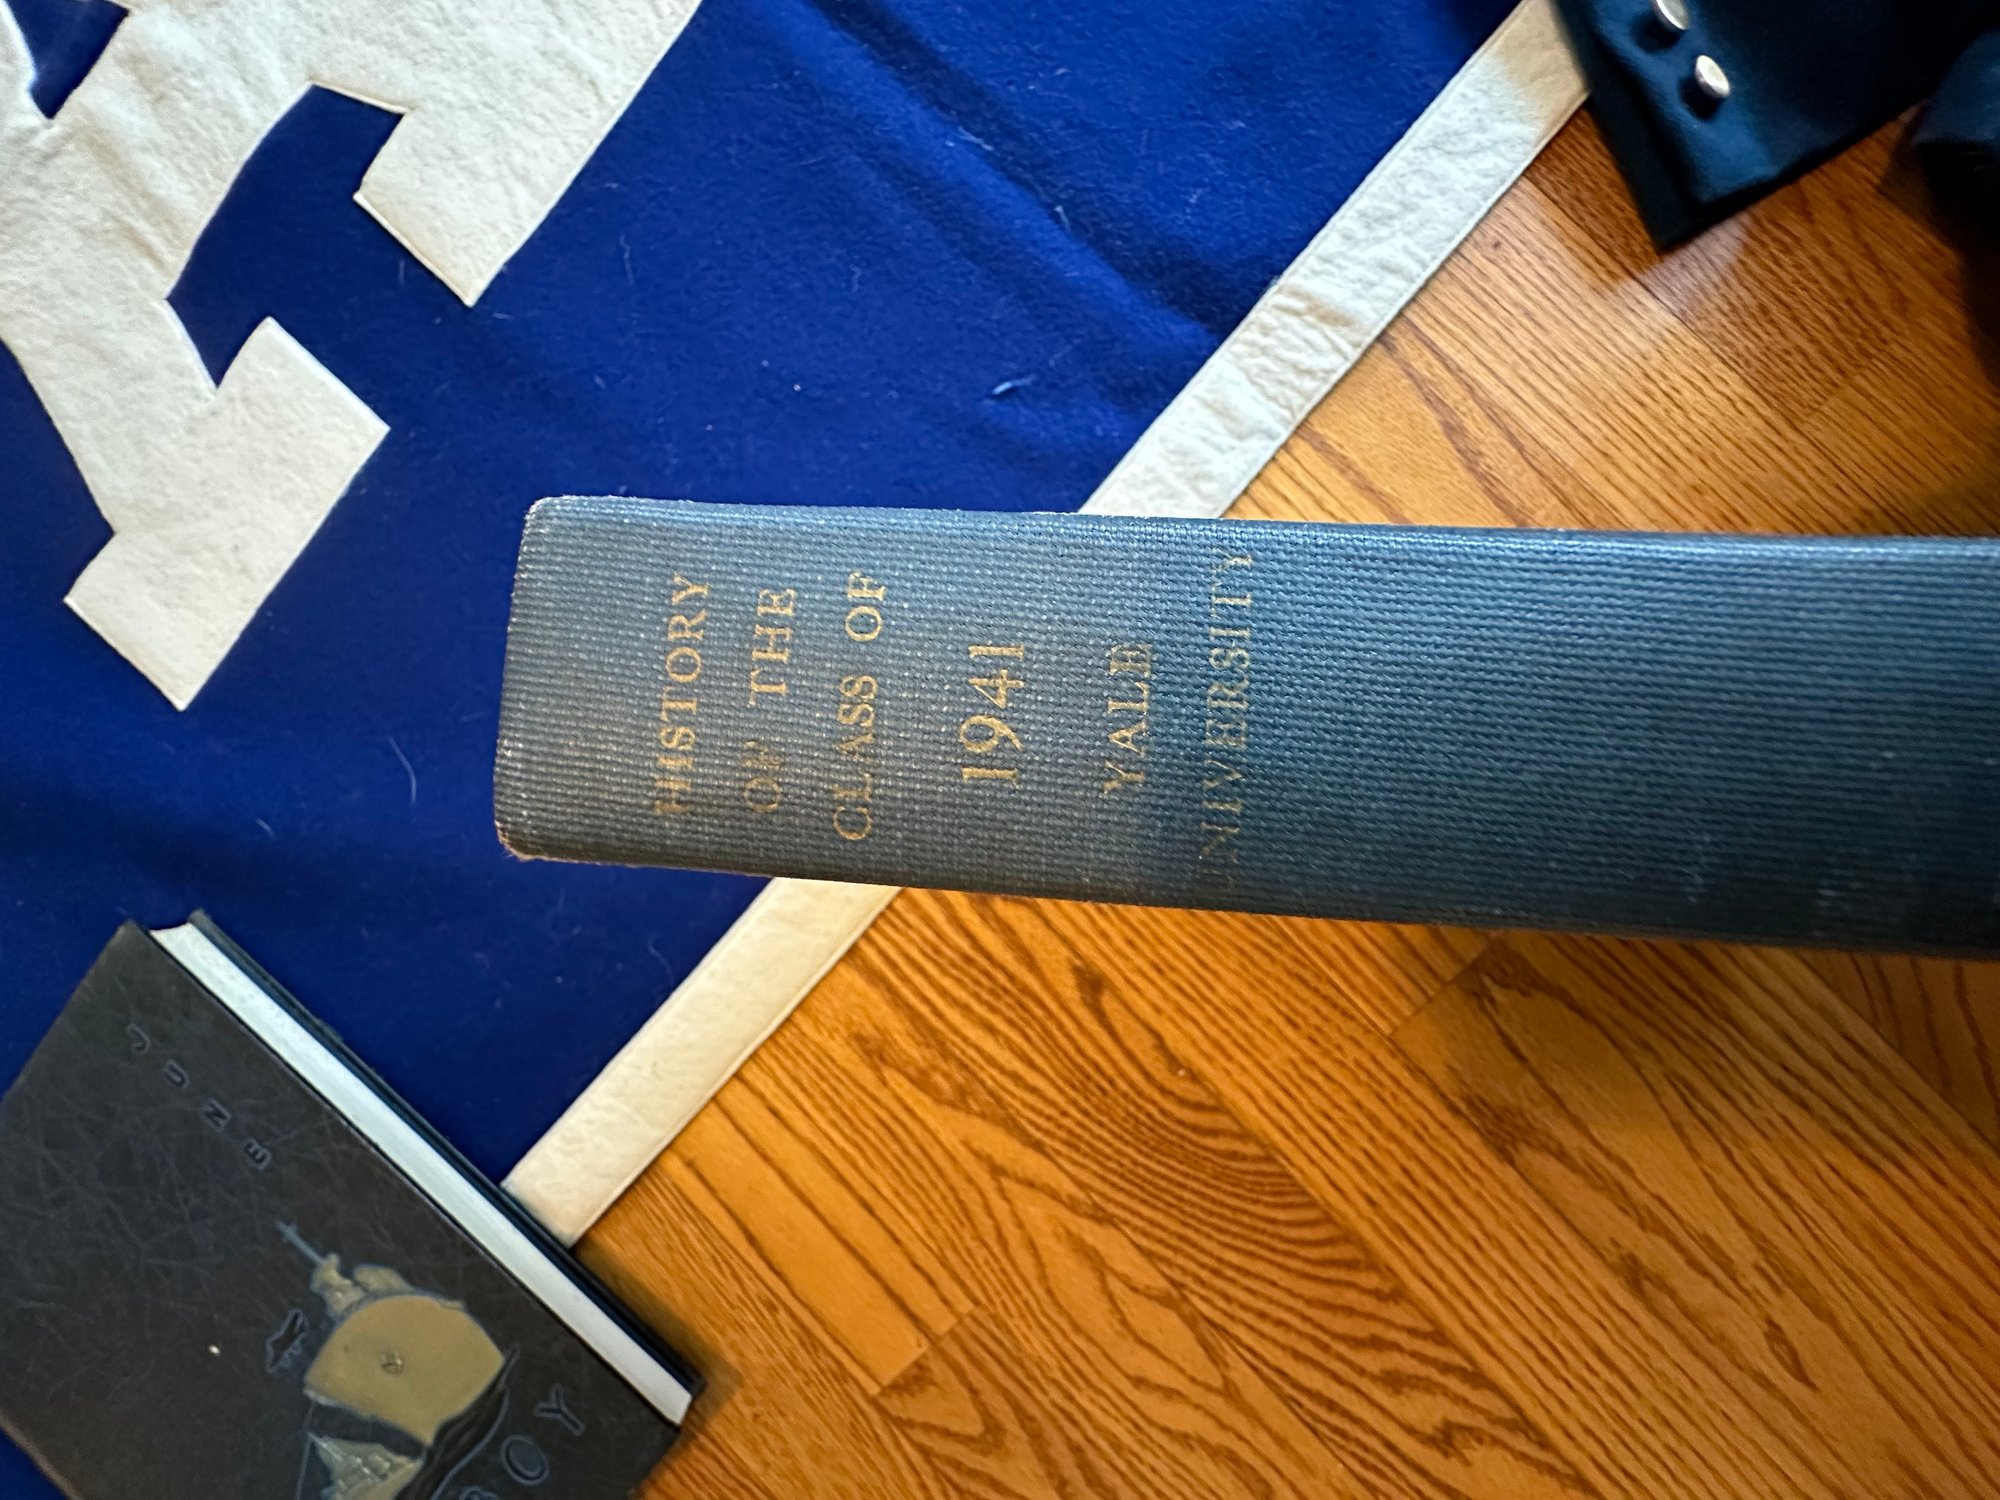 HISTORY
OF THE
CLASS OF
1941
YALE
UNIVERSITY
JUNE